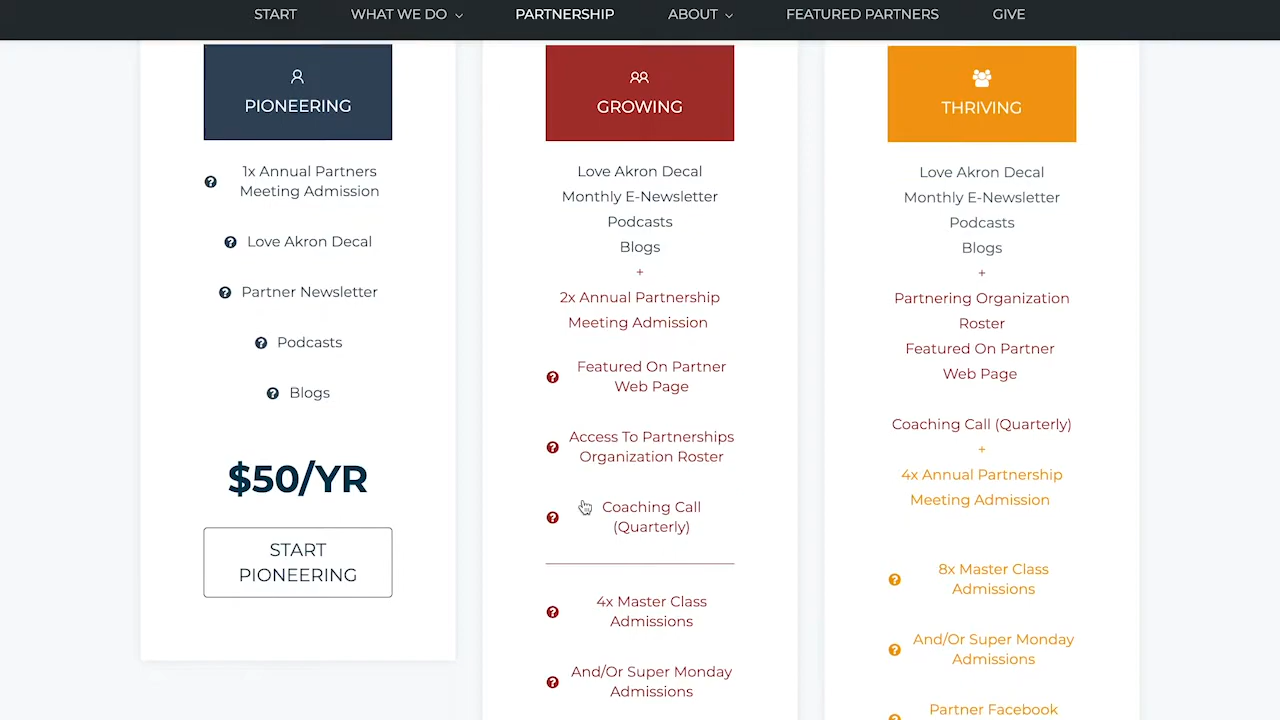 START
WHAT WE DO
PARTNERSHIP
ABOUT
FEATURED PARTNERS
GIVE
PIONEERING
1x Annual Partners
Meeting Admission
Love Akron Decal
Partner Newsletter
Podcasts
Blogs
$50/YR
START
PIONEERING
GROWING
Love Akron Decal
Monthly E-Newsletter
Podcasts
Blogs
+
2x Annual Partnership
Meeting Admission
Featured On Partner
Web Page
Access To Partnerships
Organization Roster
Coaching Call
(Quarterly)
4x Master Class
Admissions
And/Or Super Monday
Admissions
THRIVING
Love Akron Decal
Monthly E-Newsletter
Podcasts
Blogs
+
Partnering Organization
Roster
Featured On Partner
Web Page
Coaching Call (Quarterly)
+
4x Annual Partnership
Meeting Admission
8x Master Class
Admissions
And/Or Super Monday
Admissions
Partner Facebook